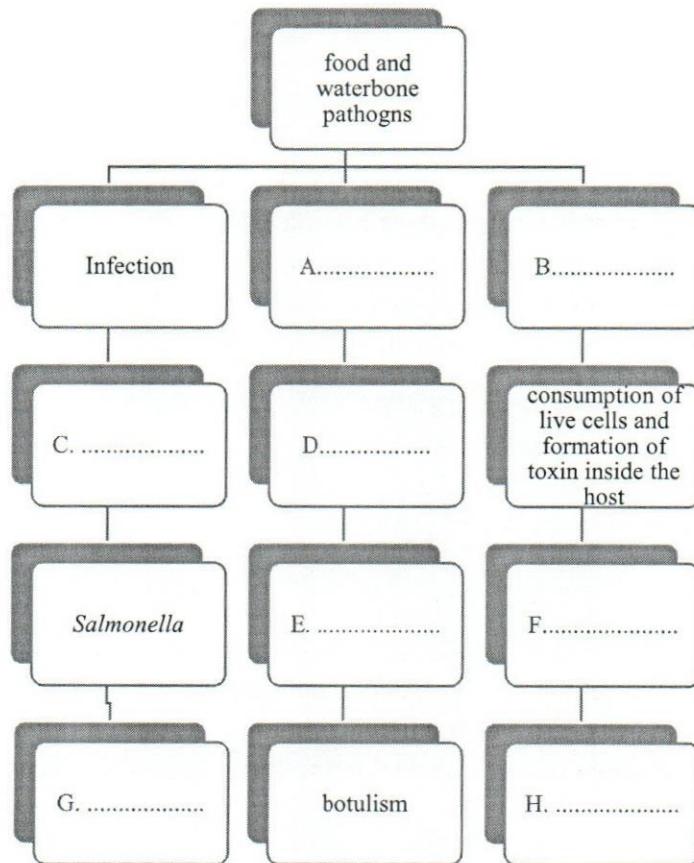 food and
waterbone
pathogns
Infection
A...................
B....................
C. ....................
D..................
consumption of
live cells and
formation of
toxin inside the
host
Salmonella
E. ....................
F......................
G. ...................
botulism
H. ....................